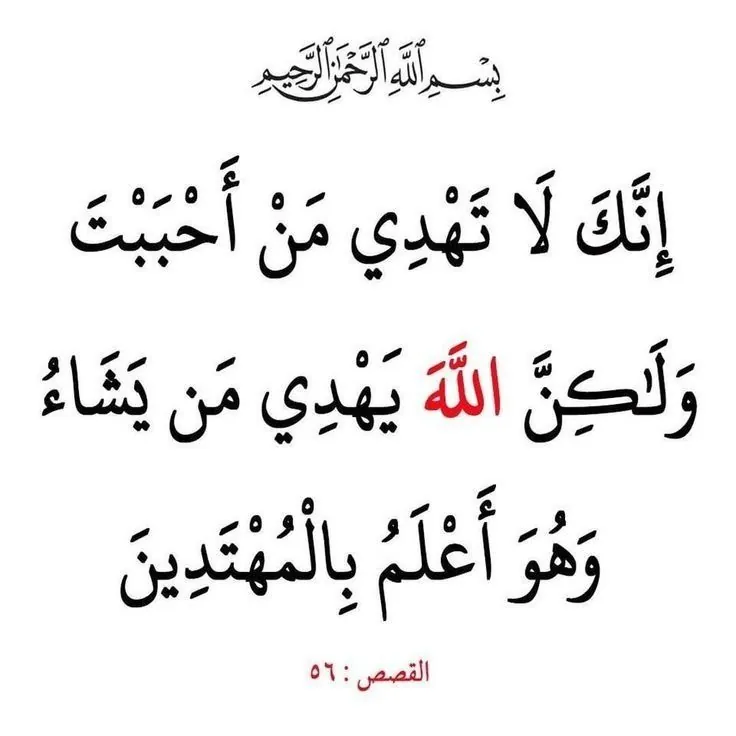 بِسْمِ ٱللَّهِ ٱلرَّحْمَٰنِ ٱلرَّحِيمِ
إِنَّكَ لَا تَهْدِي مَنْ أَحْبَبْتَ
وَلَٰكِنَّ اللَّهَ يَهْدِي مَن يَشَاءُ
وَهُوَ أَعْلَمُ بِالْمُهْتَدِينَ
القصص : ٥٦